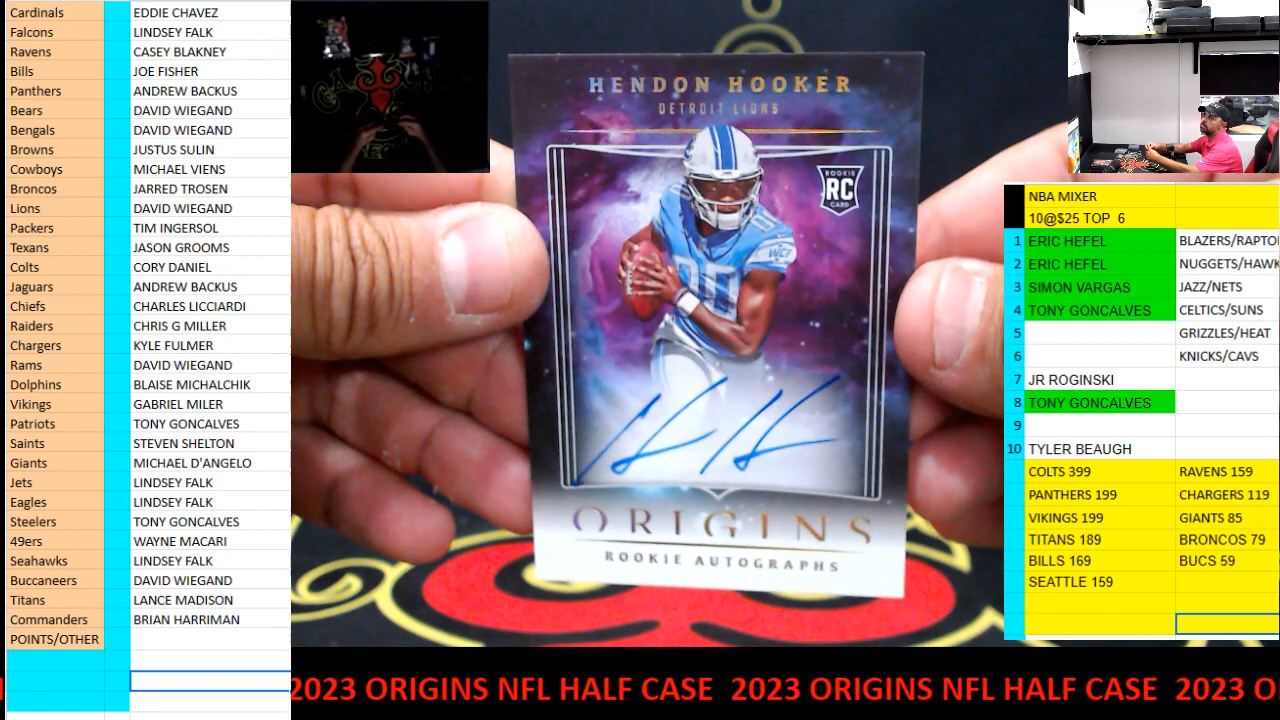 Cardinals EDDIE CHAVEZ
Falcons LINDSEY FALK
Ravens CASEY BLAKNEY
Bills JOE FISHER
Panthers ANDREW BACKUS
Bears DAVID WIEGAND
Bengals DAVID WIEGAND
Browns JUSTUS SULIN
Cowboys MICHAEL VIENS
Broncos JARRED TROSEN
Lions DAVID WIEGAND
Packers TIM INGERSOL
Texans JASON GROOMS
Colts CORY DANIEL
Jaguars ANDREW BACKUS
Chiefs CHARLES LICCIARDI
Raiders CHRIS G MILLER
Chargers KYLE FULMER
Rams DAVID WIEGAND
Dolphins BLAISE MICHALCHIK
Vikings GABRIEL MILER
Patriots TONY GONCALVES
Saints STEVEN SHELTON
Giants MICHAEL D'ANGELO
Jets LINDSEY FALK
Eagles LINDSEY FALK
Steelers TONY GONCALVES
49ers WAYNE MACARI
Seahawks LINDSEY FALK
Buccaneers DAVID WIEGAND
Titans LANCE MADISON
Commanders BRIAN HARRIMAN
POINTS/OTHER
HENDON HOOKER
DETROIT LIONS
ROOKIE
RC
CARD
WCF
ORIGINS
ROOKIE AUTOGRAPHS
NBA MIXER
10@$25 TOP 6
1 ERIC HEFEL BLAZERS/RAPTO
2 ERIC HEFEL NUGGETS/HAWK
3 SIMON VARGAS JAZZ/NETS
4 TONY GONCALVES CELTICS/SUNS
5 GRIZZLES/HEAT
6 KNICKS/CAVS
7 JR ROGINSKI
8 TONY GONCALVES
9
10 TYLER BEAUGH
COLTS 399 RAVENS 159
PANTHERS 199 CHARGERS 119
VIKINGS 199 GIANTS 85
TITANS 189 BRONCOS 79
BILLS 169 BUCS 59
SEATTLE 159
2023 ORIGINS NFL HALF CASE 2023 ORIGINS NFL HALF CASE 2023 O